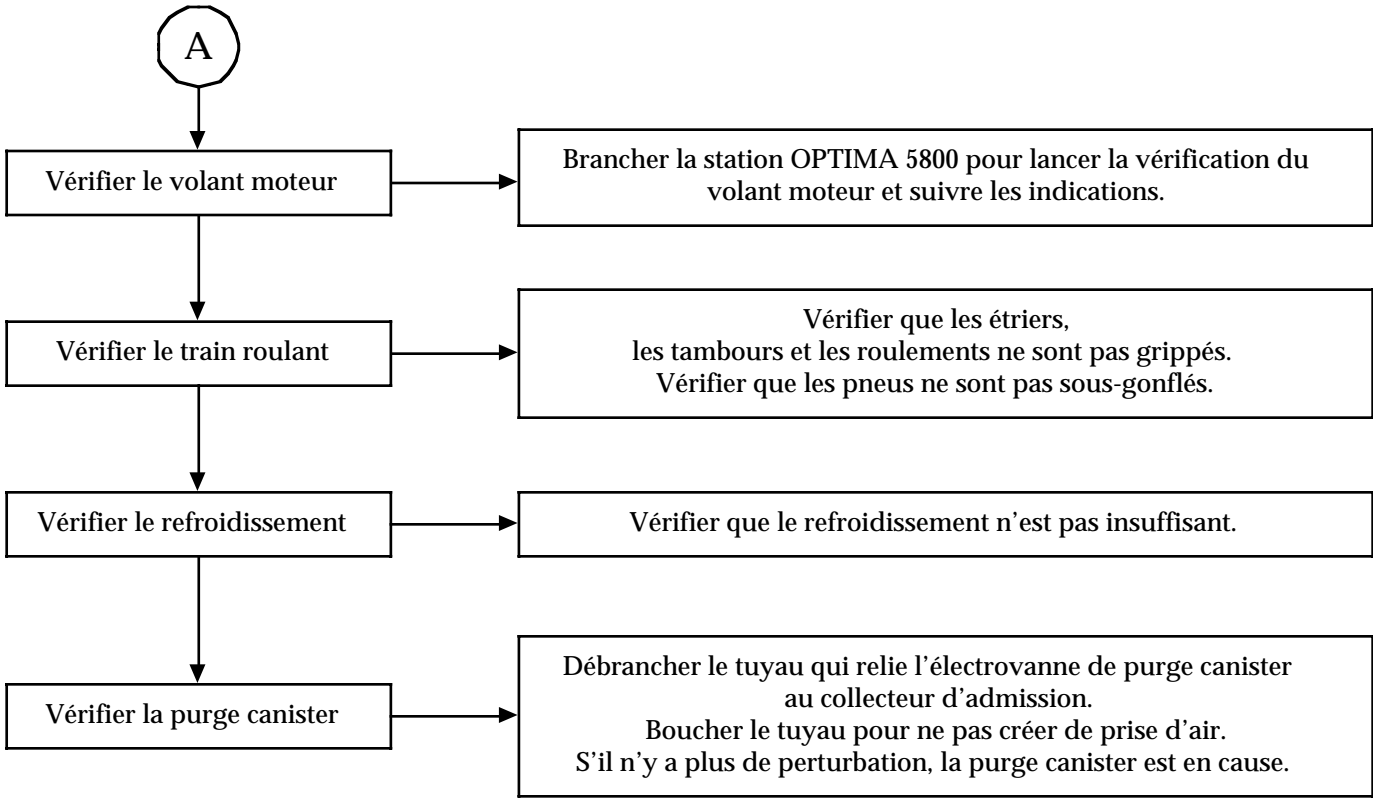 A
Vérifier le volant moteur
Brancher la station OPTIMA 5800 pour lancer la vérification du
volant moteur et suivre les indications.
Vérifier le train roulant
Vérifier que les étriers,
les tambours et les roulements ne sont pas grippés.
Vérifier que les pneus ne sont pas sous-gonflés.
Vérifier le refroidissement
Vérifier que le refroidissement n'est pas insuffisant.
Vérifier la purge canister
Débrancher le tuyau qui relie l’électrovanne de purge canister
au collecteur d’admission.
Boucher le tuyau pour ne pas créer de prise d’air.
S’il n’y a plus de perturbation, la purge canister est en cause.